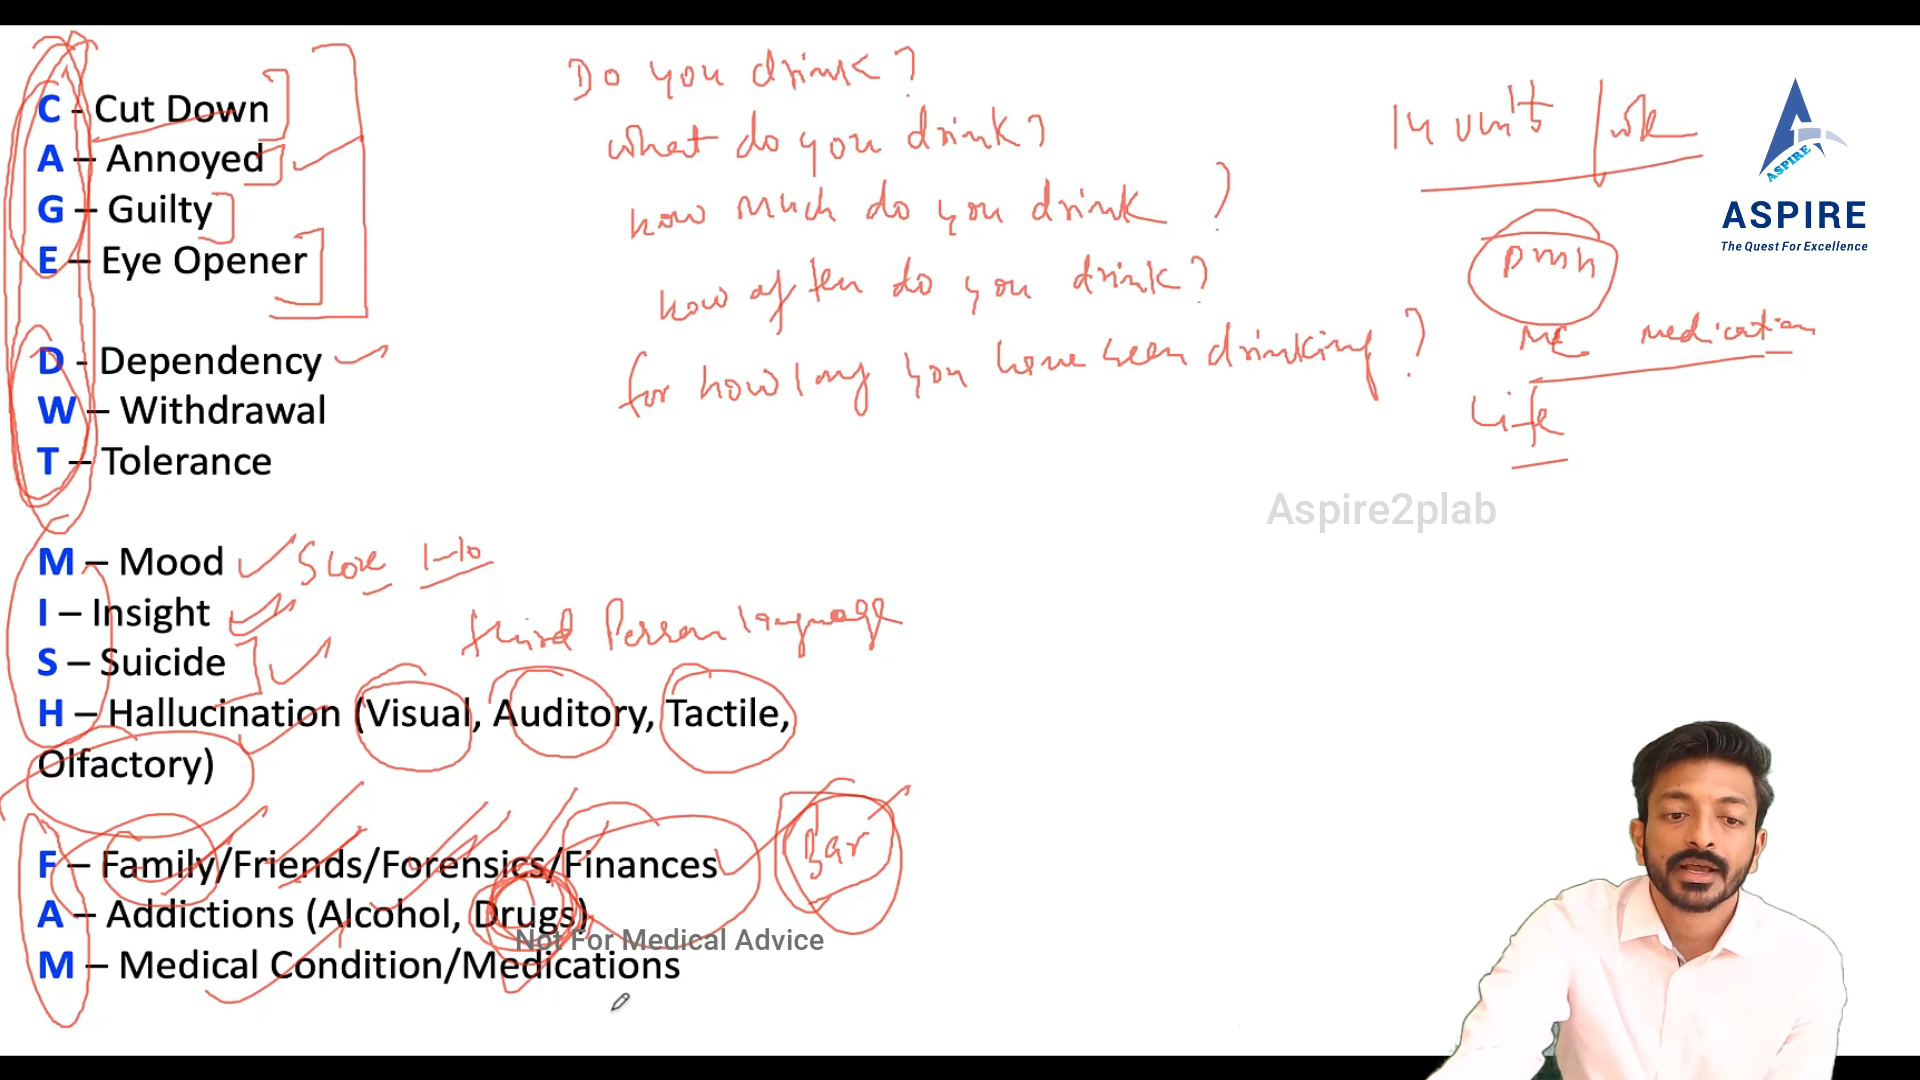 C - Cut Down
A – Annoyed
G – Guilty
E – Eye Opener
D - Dependency
W – Withdrawal
T – Tolerance
M – Mood
Score 1-10
I – Insight
S – Suicide
third Person language
H – Hallucination (Visual, Auditory, Tactile,
Olfactory)
F – Family/Friends/Forensics/Finances
Bar
A – Addictions (Alcohol, Drugs)
M – Medical Condition/Medications
Do you drink?
what do you drink?
how much do you drink ?
how often do you drink?
for how long you have been drinking ?
14 units / wk
PMH
medication
Life
ASPIRE
ASPIRE
The Quest For Excellence
Aspire2plab
Not For Medical Advice